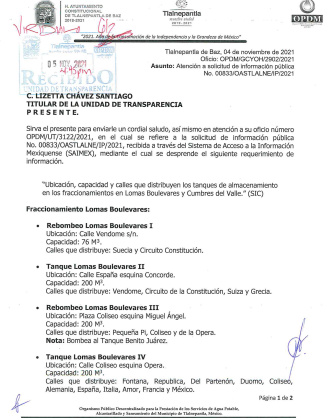 H. AYUNTAMIENTO
CONSTITUCIONAL
DE TLALNEPANTLA DE BAZ
2019-2021
Tlalnepantla
2019-2021
OPDM
"2021. Año de la Consumación de la Independencia y la Grandeza de México"
Tlalnepantla de Baz, 04 de noviembre de 2021
Oficio: OPDM/GCYOH/2902/2021
Asunto: Atención a solicitud de información pública
No. 00833/OASTLALNE/IP/2021
05 NOV. 2021
RECIBIDO
UNIDAD DE TRANSPARENCIA
C. LIZETTA CHÁVEZ SANTIAGO
TITULAR DE LA UNIDAD DE TRANSPARENCIA
P R E S E N T E.
Sirva el presente para enviarle un cordial saludo, así mismo en atención a su oficio número
OPDM/UT/3122/2021, en el cual se refiere a la solicitud de información pública
No. 00833/OASTLALNE/IP/2021, recibida a través del Sistema de Acceso a la Información
Mexiquense (SAIMEX), mediante el cual se desprende el siguiente requerimiento de
información.
"Ubicación, capacidad y calles que distribuyen los tanques de almacenamiento
en los fraccionamientos en Lomas Boulevares y Cumbres del Valle." (SIC)
Fraccionamiento Lomas Boulevares:
• Rebombeo Lomas Boulevares I
Ubicación: Calle Vendome s/n.
Capacidad: 76 M³.
Calles que distribuye: Suecia y Circuito Constitución.
• Tanque Lomas Boulevares II
Ubicación: Calle España esquina Concorde.
Capacidad: 200 M³.
Calles que distribuye: Vendome, Circuito de la Constitución, Suiza y Grecia.
• Rebombeo Lomas Boulevares III
Ubicación: Plaza Coliseo esquina Miguel Ángel.
Capacidad: 200 M³.
Calles que distribuye: Pequeña Pi, Coliseo y de la Opera.
Nota: Bombea al Tanque Benito Juárez.
• Tanque Lomas Boulevares IV
Ubicación: Calle Coliseo esquina Opera.
Capacidad: 200 M³.
Calles que distribuye: Fontana, Republica, Del Partenón, Duomo, Coliseo,
Alemania, España, Italia, Amor, Francia y México.
Página 1 de 2
Organismo Público Descentralizado para la Prestación de los Servicios de Agua Potable,
Alcantarillado y Saneamiento del Municipio de Tlalnepantla, México.